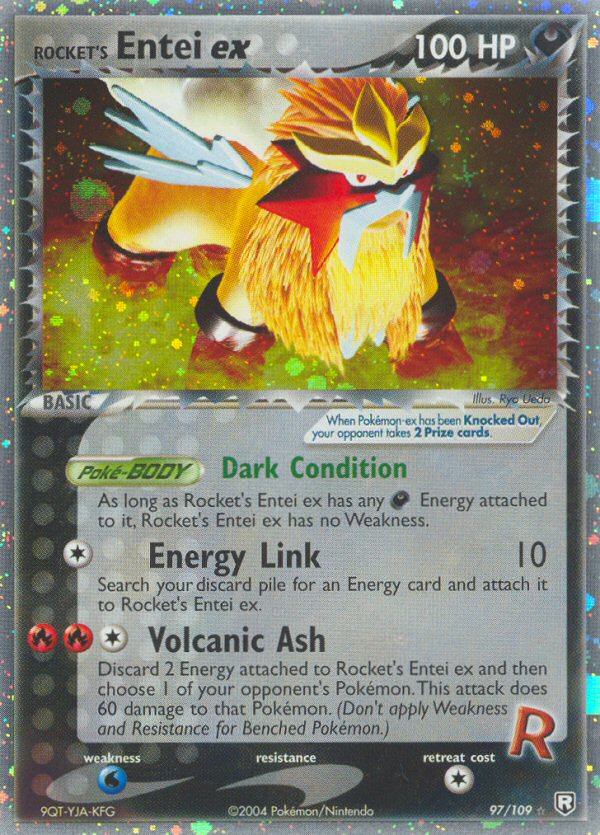 ROCKET'S Entei ex 100 HP
BASIC
Illus. Ryo Ueda
When Pokémon-ex has been Knocked Out,
your opponent takes 2 Prize cards.
Poké-BODY Dark Condition
As long as Rocket's Entei ex has any Energy attached
to it, Rocket's Entei ex has no Weakness.
Energy Link 10
Search your discard pile for an Energy card and attach it
to Rocket's Entei ex.
Volcanic Ash
Discard 2 Energy attached to Rocket's Entei ex and then
choose 1 of your opponent's Pokémon. This attack does
60 damage to that Pokémon. (Don't apply Weakness
and Resistance for Benched Pokémon.)
R
weakness resistance retreat cost
9QT-YJA-KFG ©2004 Pokémon/Nintendo 97/109 ☆ R